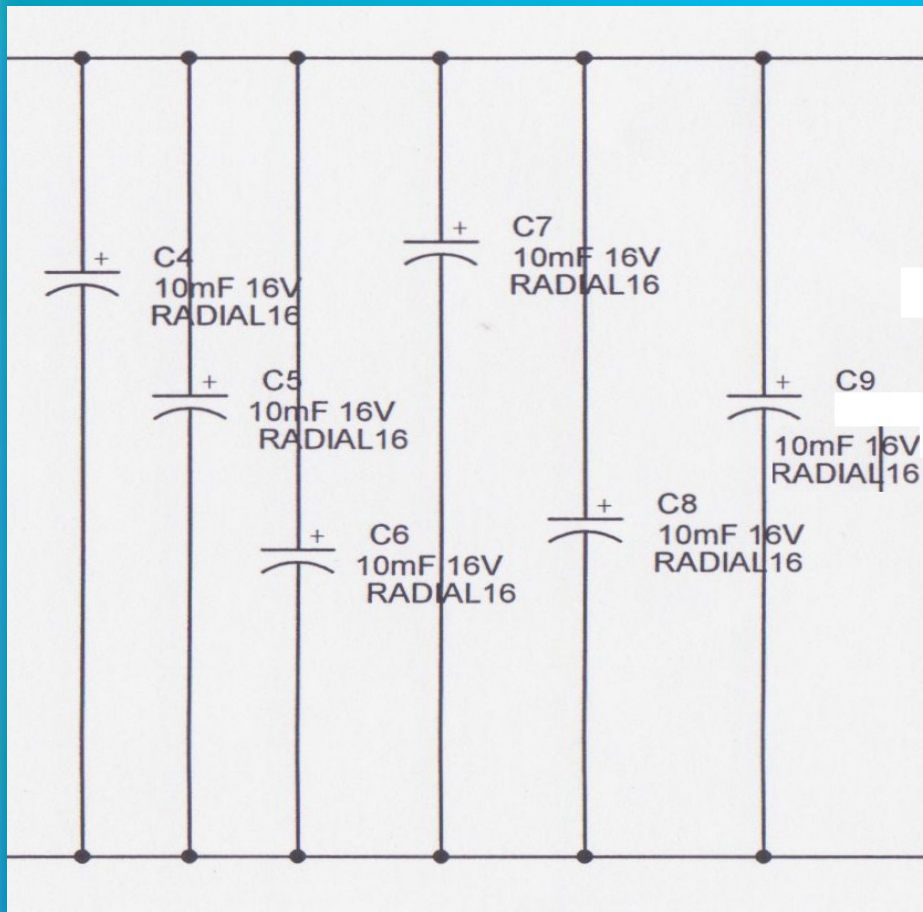 + C4
10mF 16V
RADIAL16
+ C5
10mF 16V
RADIAL16
+ C6
10mF 16V
RADIAL16
+ C7
10mF 16V
RADIAL16
+ C8
10mF 16V
RADIAL16
+ C9
10mF 16V
RADIAL16